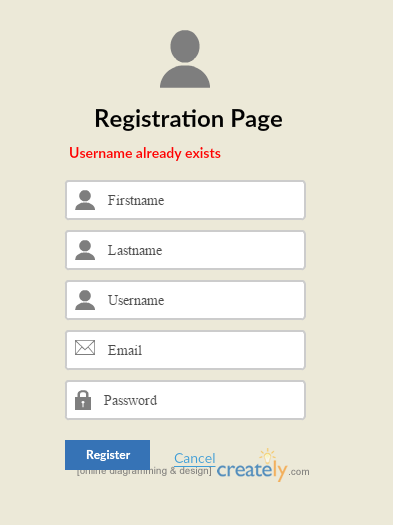 Registration Page
Username already exists
Firstname
Lastname
Username
Email
Password
Register
Cancel
[online diagramming & design] creately.com